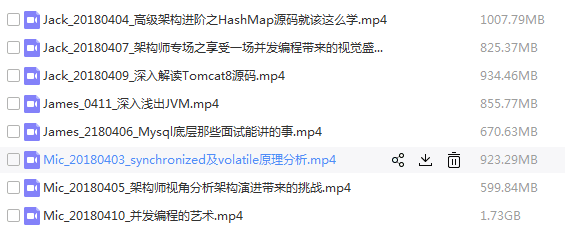 Jack_20180404_高级架构进阶之HashMap源码就该这么学.mp4 1007.79MB
Jack_20180407_架构师专场之享受一场并发编程带来的视觉盛... 825.37MB
Jack_20180409_深入解读Tomcat8源码.mp4 934.46MB
James_0411_深入浅出JVM.mp4 855.77MB
James_2180406_Mysql底层那些面试能讲的事.mp4 670.63MB
Mic_20180403_synchronized及volatile原理分析.mp4 923.29MB
Mic_20180405_架构师视角分析架构演进带来的挑战.mp4 599.84MB
Mic_20180410_并发编程的艺术.mp4 1.73GB